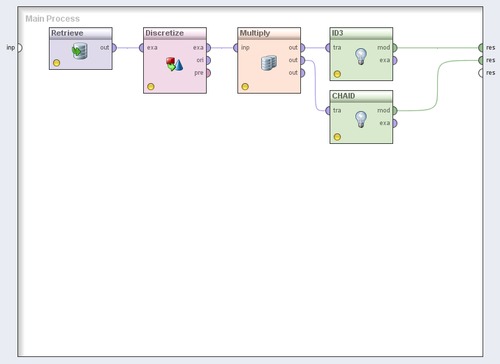 Main Process
Retrieve
Discretize
Multiply
ID3
inp
out
exa
exa
ori
pre
inp
out
out
out
tra
mod
exa
res
res
res
CHAID
tra
mod
exa